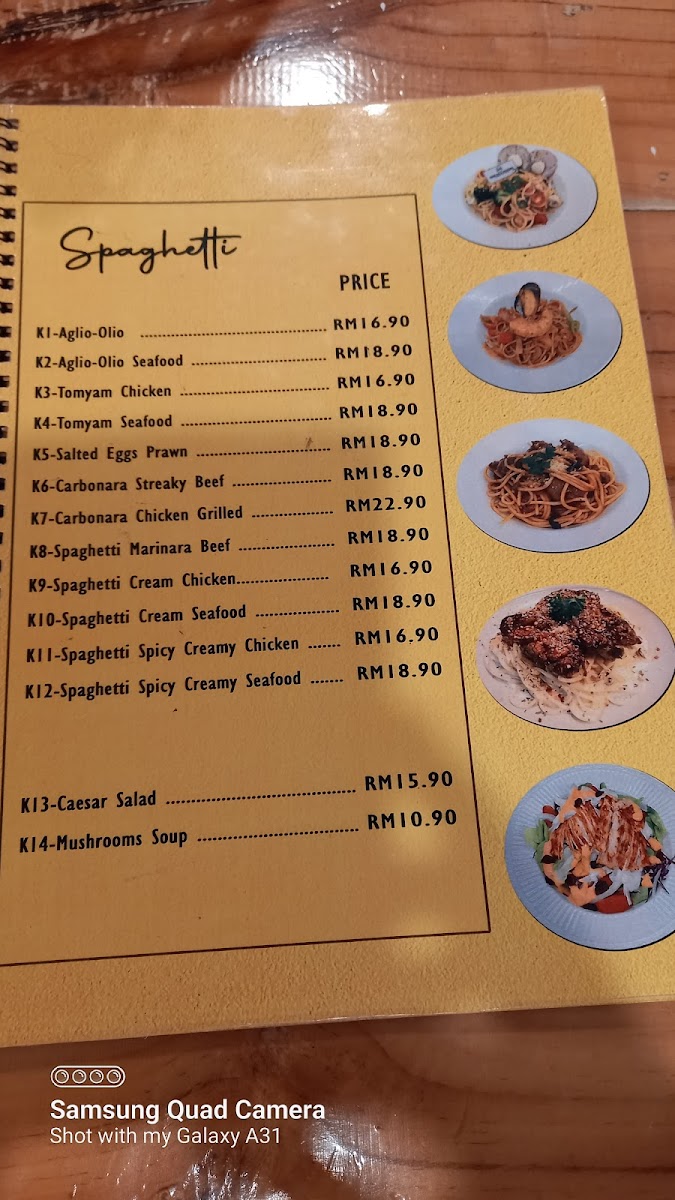 Spaghetti
PRICE
K1-Aglio-Olio ........................................ RM16.90
K2-Aglio-Olio Seafood ............................. RM18.90
K3-Tomyam Chicken ................................ RM16.90
K4-Tomyam Seafood ................................ RM18.90
K5-Salted Eggs Prawn ............................. RM18.90
K6-Carbonara Streaky Beef ...................... RM18.90
K7-Carbonara Chicken Grilled .................. RM22.90
K8-Spaghetti Marinara Beef ..................... RM18.90
K9-Spaghetti Cream Chicken..................... RM16.90
K10-Spaghetti Cream Seafood .................. RM18.90
K11-Spaghetti Spicy Creamy Chicken ....... RM16.90
K12-Spaghetti Spicy Creamy Seafood ....... RM18.90
K13-Caesar Salad ..................................... RM15.90
K14-Mushrooms Soup ............................... RM10.90
Samsung Quad Camera
Shot with my Galaxy A31